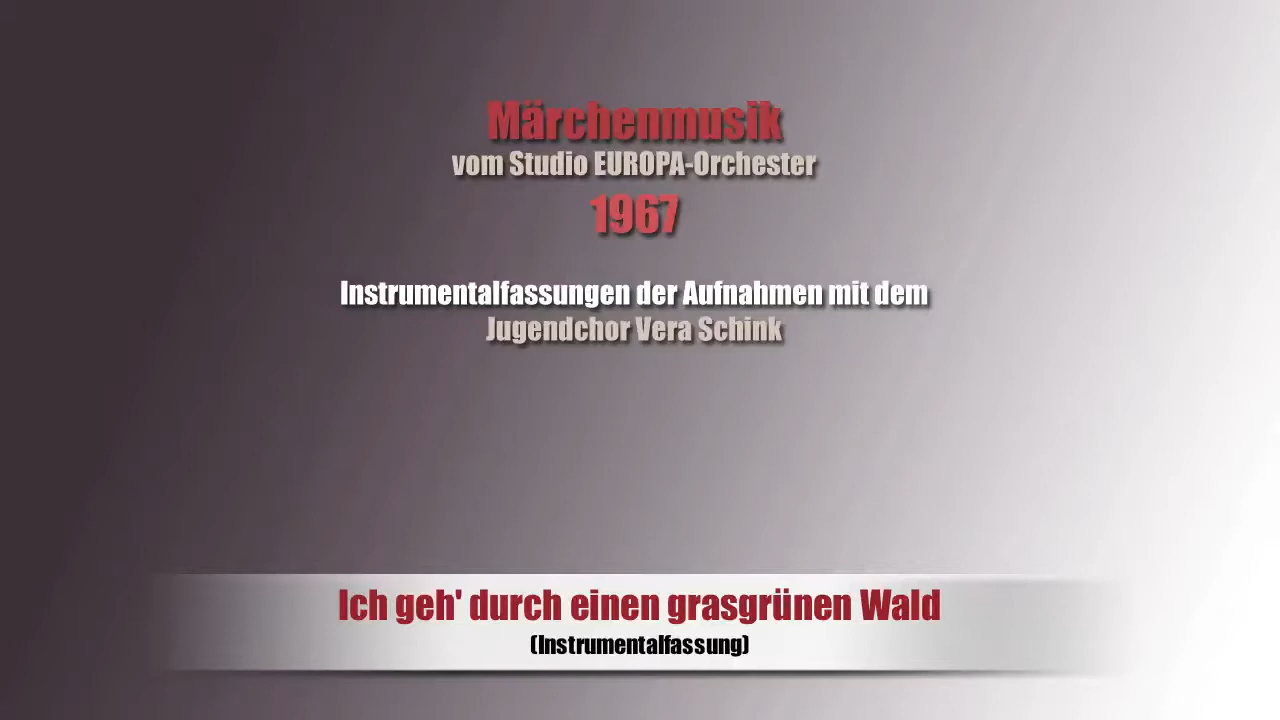 Märchenmusik
vom Studio EUROPA-Orchester
1967
Instrumentalfassungen der Aufnahmen mit dem
Jugendchor Vera Schink
Ich geh' durch einen grasgrünen Wald
(Instrumentalfassung)